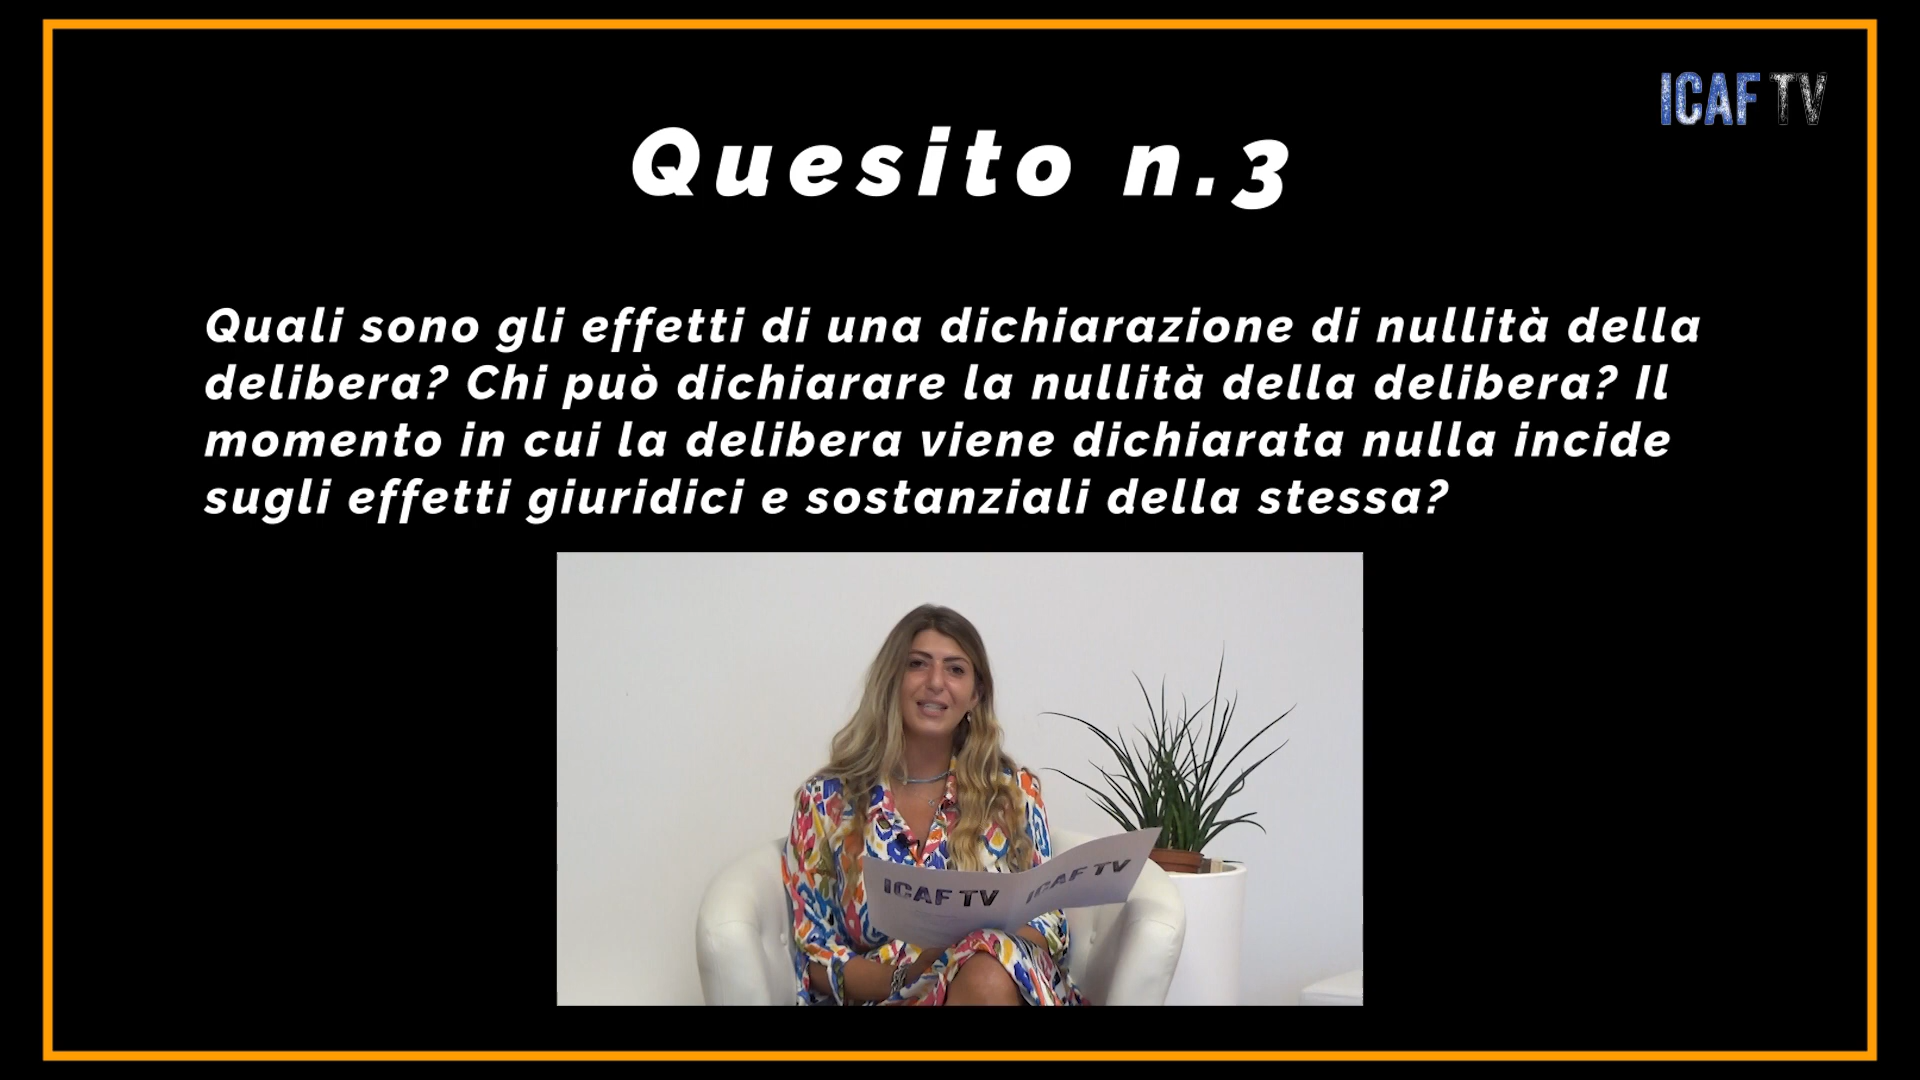 ICAF TV
Quesito n.3
Quali sono gli effetti di una dichiarazione di nullità della
delibera? Chi può dichiarare la nullità della delibera? Il
momento in cui la delibera viene dichiarata nulla incide
sugli effetti giuridici e sostanziali della stessa?
ICAF TV
ICAF TV